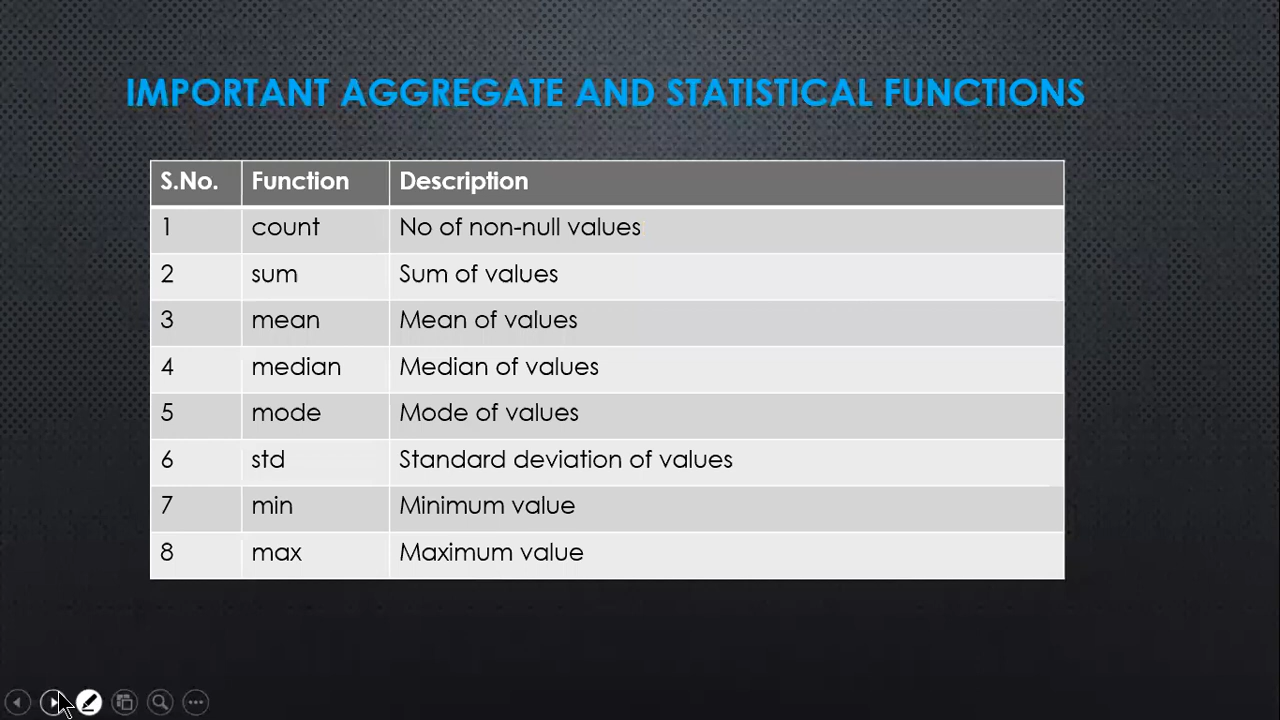 IMPORTANT AGGREGATE AND STATISTICAL FUNCTIONS
S.No. Function Description
1 count No of non-null values
2 sum Sum of values
3 mean Mean of values
4 median Median of values
5 mode Mode of values
6 std Standard deviation of values
7 min Minimum value
8 max Maximum value